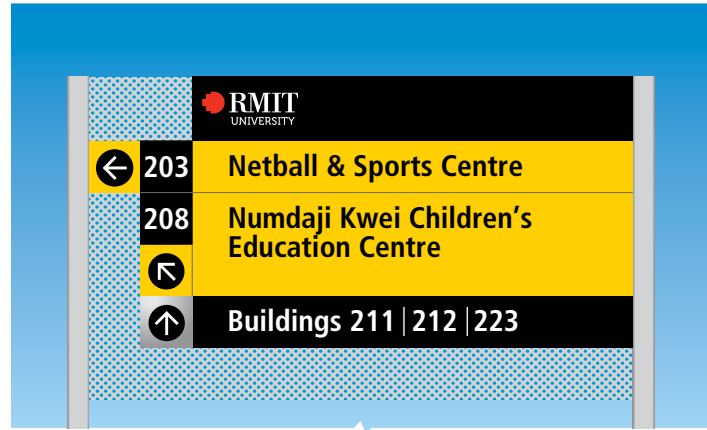 RMIT
UNIVERSITY
203 Netball & Sports Centre
208 Numdaji Kwei Children's
Education Centre
Buildings 211 | 212 | 223